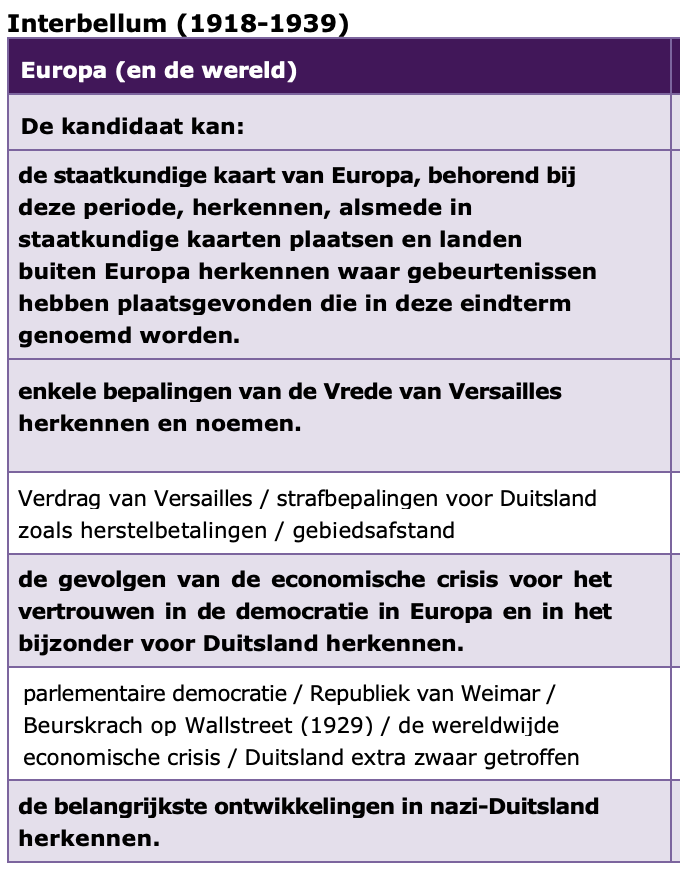 Interbellum (1918-1939)
Europa (en de wereld)
De kandidaat kan:
de staatkundige kaart van Europa, behorend bij
deze periode, herkennen, alsmede in
staatkundige kaarten plaatsen en landen
buiten Europa herkennen waar gebeurtenissen
hebben plaatsgevonden die in deze eindterm
genoemd worden.
enkele bepalingen van de Vrede van Versailles
herkennen en noemen.
Verdrag van Versailles / strafbepalingen voor Duitsland
zoals herstelbetalingen / gebiedsafstand
de gevolgen van de economische crisis voor het
vertrouwen in de democratie in Europa en in het
bijzonder voor Duitsland herkennen.
parlementaire democratie / Republiek van Weimar /
Beurskrach op Wallstreet (1929) / de wereldwijde
economische crisis / Duitsland extra zwaar getroffen
de belangrijkste ontwikkelingen in nazi-Duitsland
herkennen.